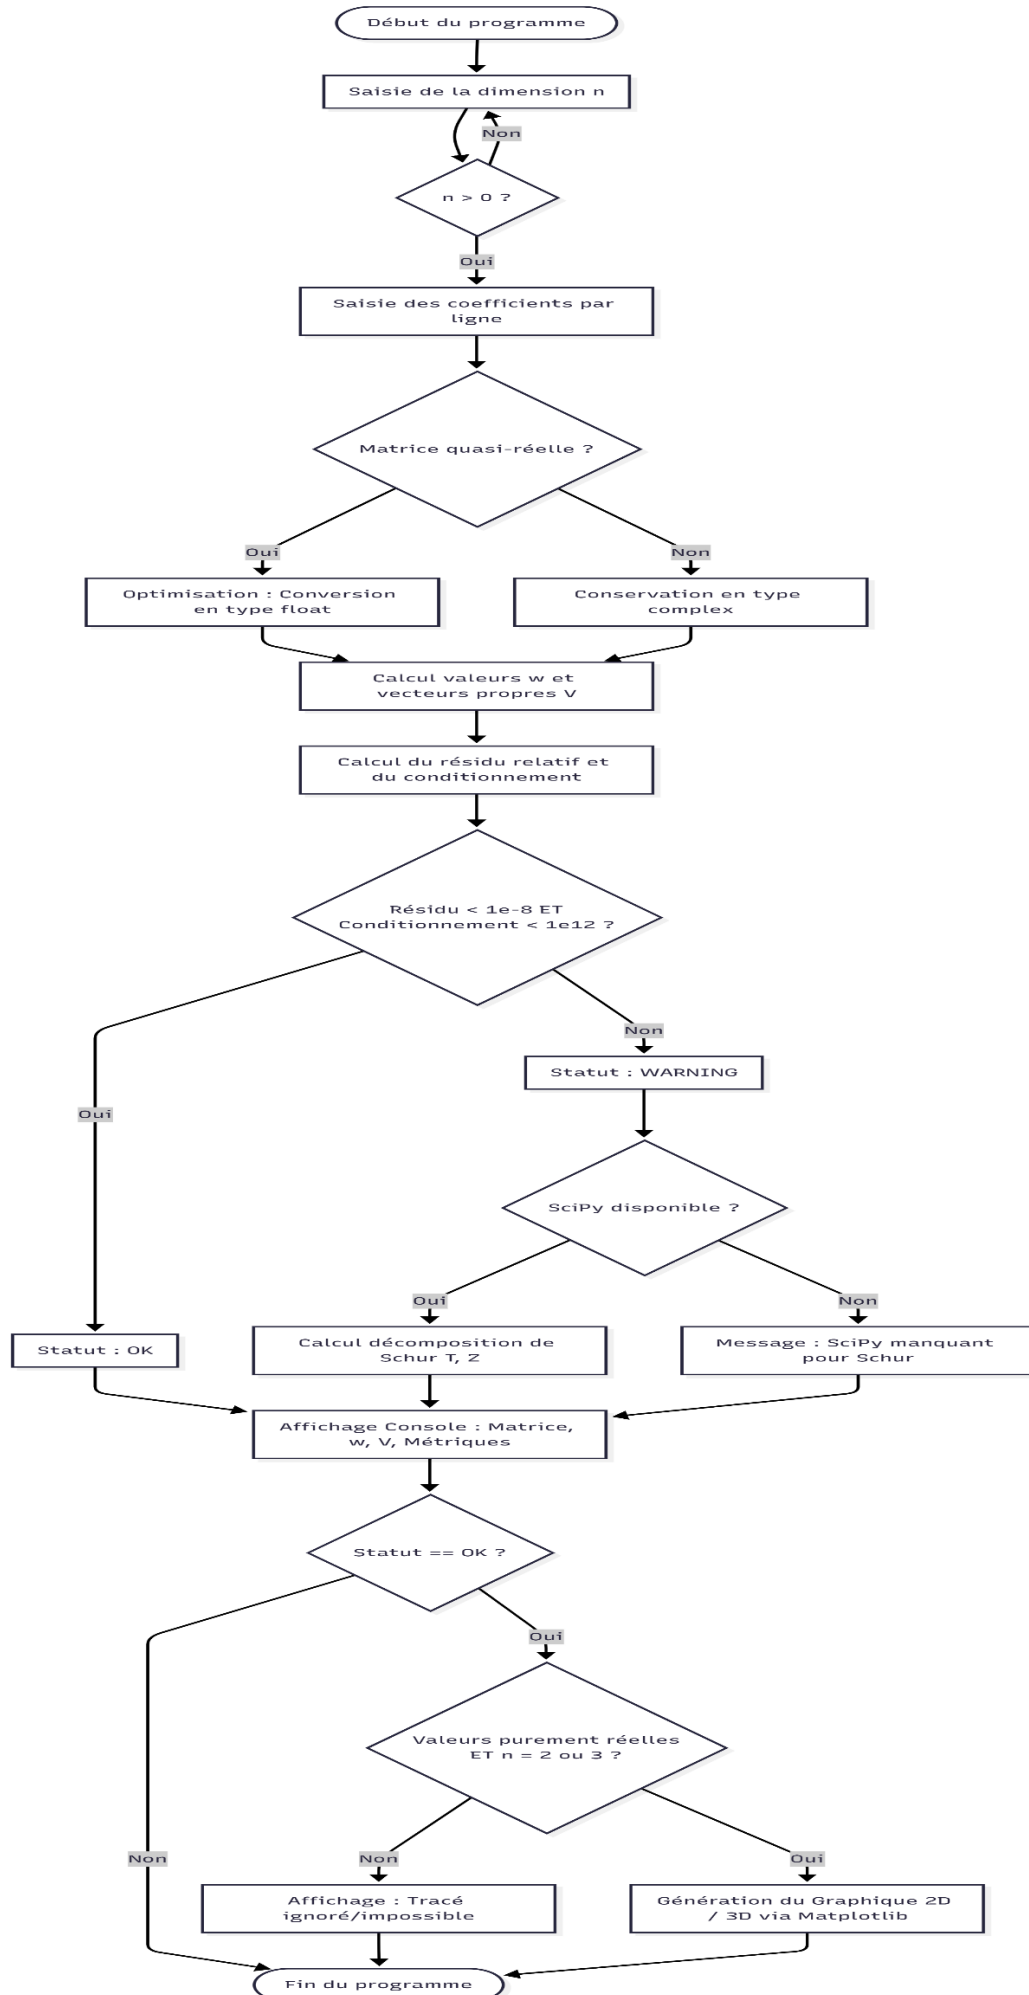 Début du programme
Saisie de la dimension n
Non
n > 0 ?
Oui
Saisie des coefficients par
ligne
Matrice quasi-réelle ?
Oui
Non
Optimisation : Conversion
en type float
Conservation en type
complex
Calcul valeurs w et
vecteurs propres V
Calcul du résidu relatif et
du conditionnement
Résidu < 1e-8 ET
Conditionnement < 1e12 ?
Non
Statut : WARNING
Oui
SciPy disponible ?
Oui
Non
Statut : OK
Calcul décomposition de
Schur T, Z
Message : SciPy manquant
pour Schur
Affichage Console : Matrice,
w, V, Métriques
Statut == OK ?
Oui
Valeurs purement réelles
ET n = 2 ou 3 ?
Non
Non
Oui
Affichage : Tracé
ignoré/impossible
Génération du Graphique 2D
/ 3D via Matplotlib
Fin du programme